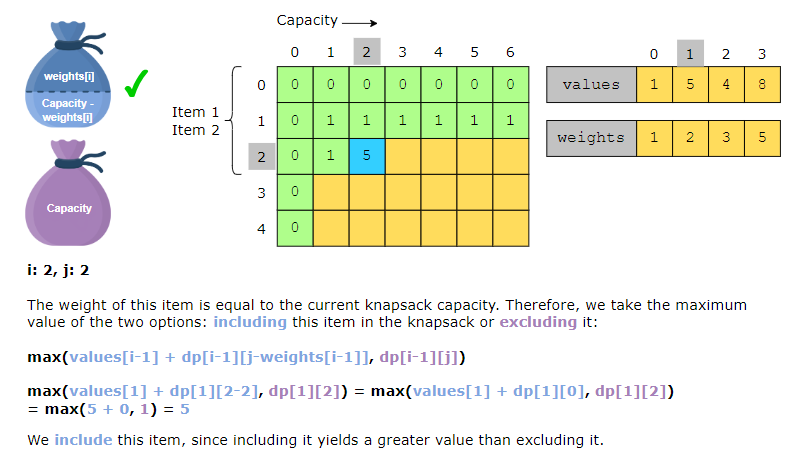 Capacity
0 1 2 3 4 5 6
0 0 0 0 0 0 0 0
1 0 1 1 1 1 1 1
2 0 1 5
3 0
4 0
Item 1
Item 2
weights[i]
Capacity -
weights[i]
Capacity
0 1 2 3
values 1 5 4 8
weights 1 2 3 5
i: 2, j: 2
The weight of this item is equal to the current knapsack capacity. Therefore, we take the maximum
value of the two options: including this item in the knapsack or excluding it:
max(values[i-1] + dp[i-1][j-weights[i-1]], dp[i-1][j])
max(values[1] + dp[1][2-2], dp[1][2]) = max(values[1] + dp[1][0], dp[1][2])
= max(5 + 0, 1) = 5
We include this item, since including it yields a greater value than excluding it.